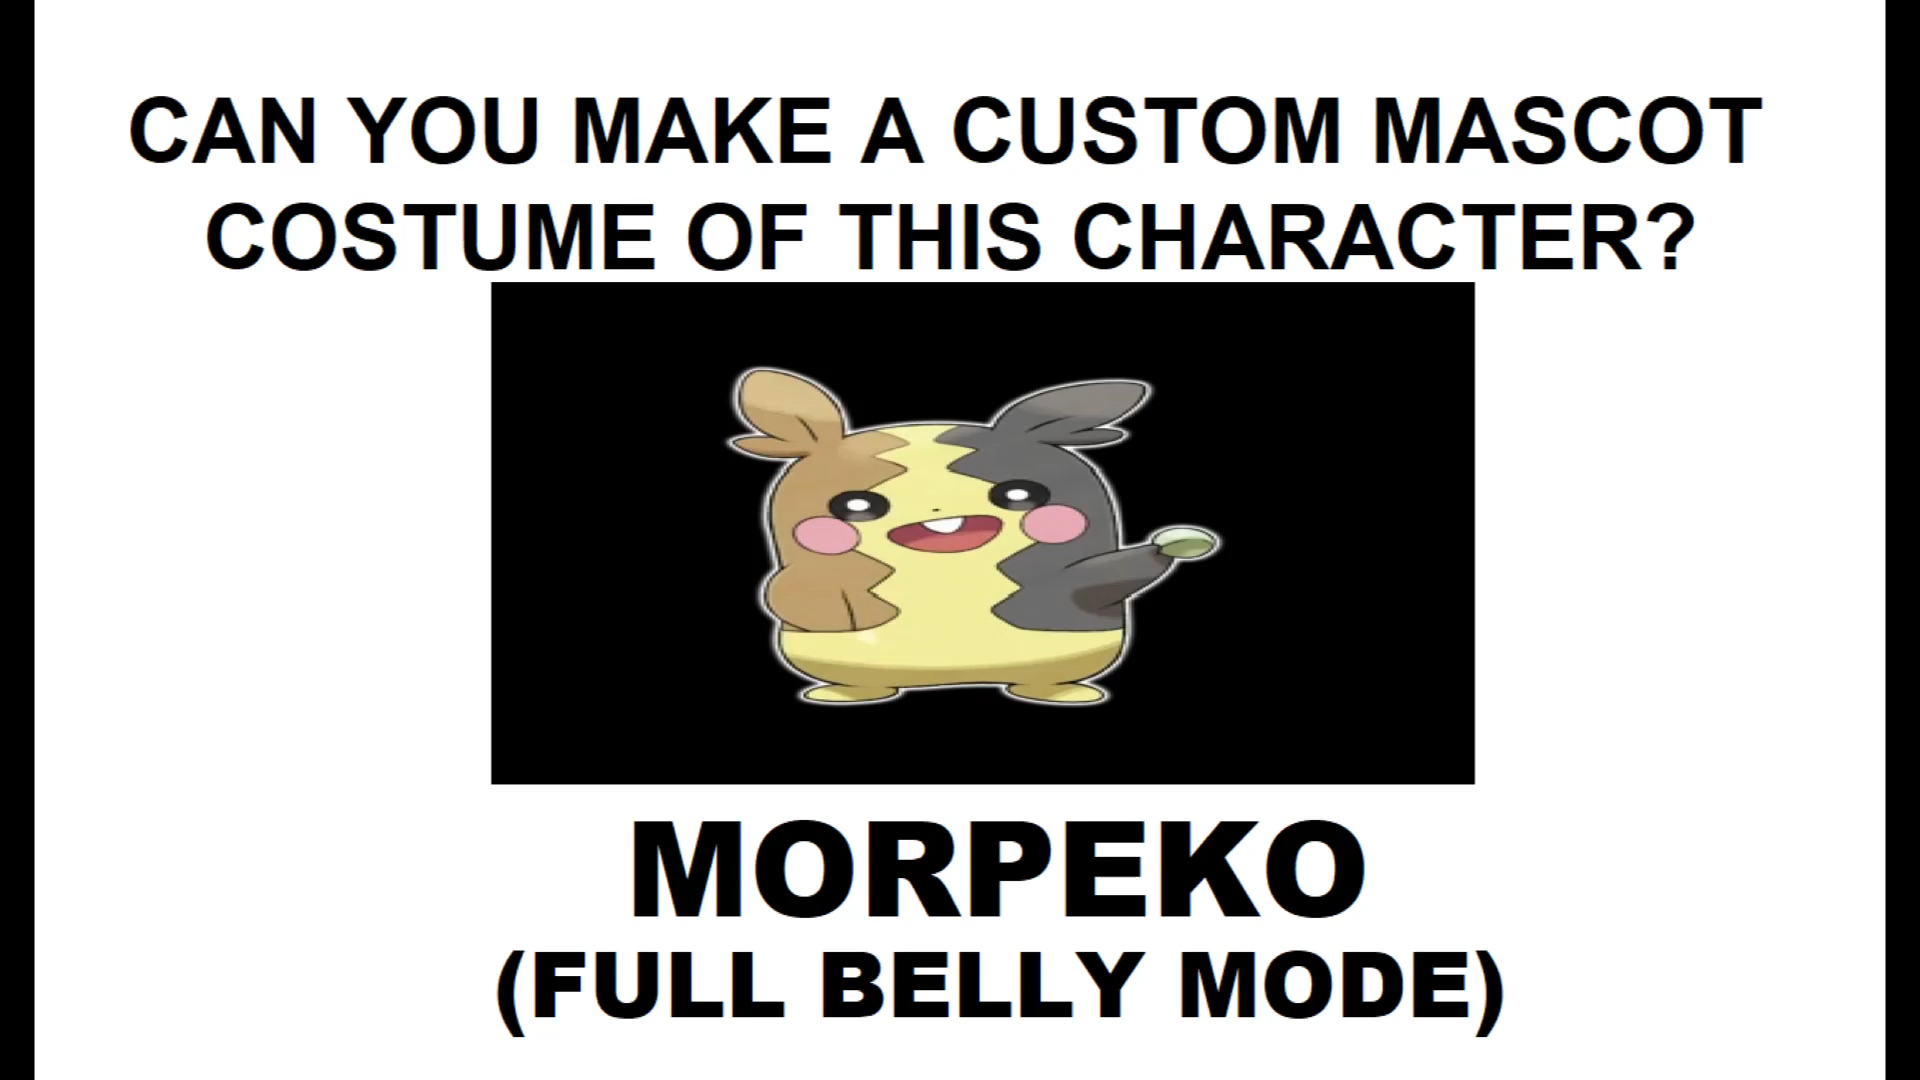 CAN YOU MAKE A CUSTOM MASCOT
COSTUME OF THIS CHARACTER?
MORPEKO
(FULL BELLY MODE)